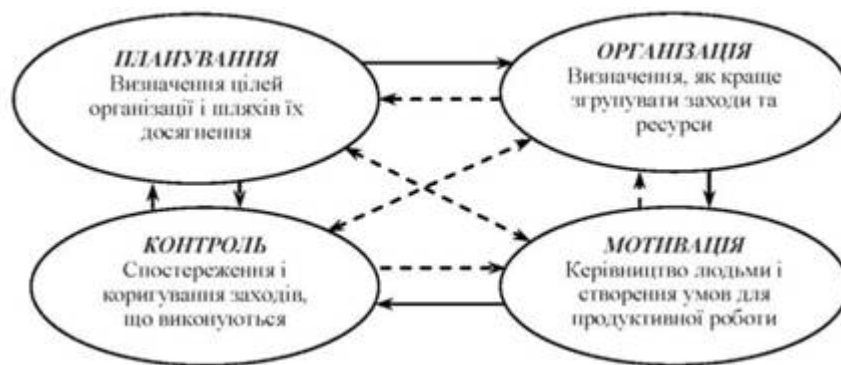 ПЛАНУВАННЯ
Визначення цілей
організації і шляхів їх
досягнення
ОРГАНІЗАЦІЯ
Визначення, як краще
згрупувати заходи та
ресурси
КОНТРОЛЬ
Спостереження і
коригування заходів,
що виконуються
МОТИВАЦІЯ
Керівництво людьми і
створення умов для
продуктивної роботи